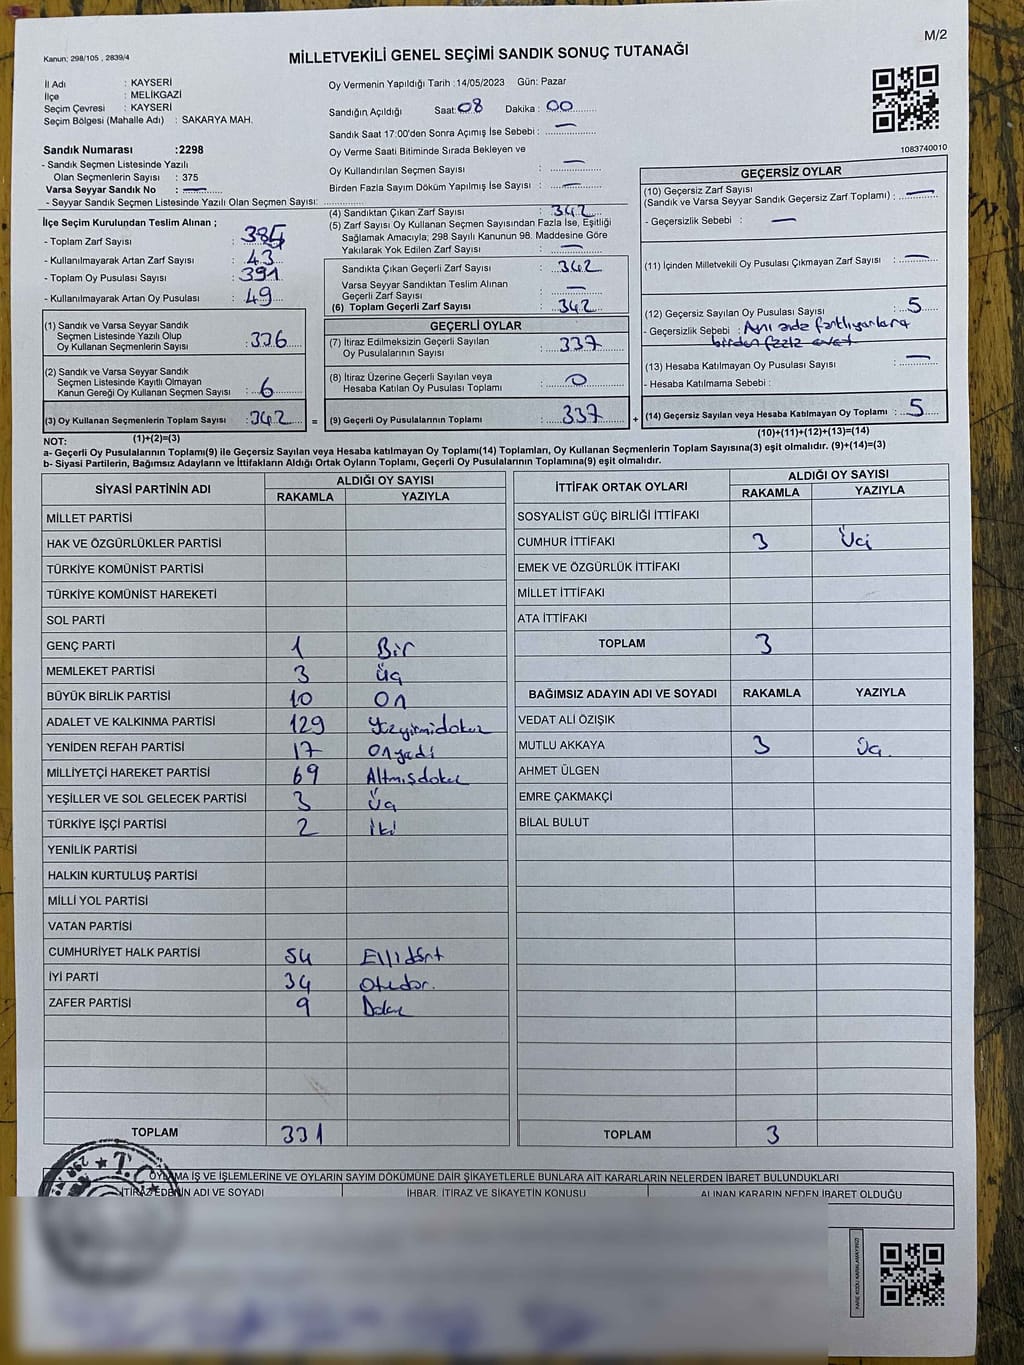 M/2
Kanun; 298/105 , 2839/4
MİLLETVEKİLİ GENEL SEÇİMİ SANDIK SONUÇ TUTANAĞI
İl Adı : KAYSERİ
İlçe : MELİKGAZİ
Seçim Çevresi : KAYSERİ
Seçim Bölgesi (Mahalle Adı) : SAKARYA MAH.
Sandık Numarası :2298
- Sandık Seçmen Listesinde Yazılı
Olan Seçmenlerin Sayısı : 375
Varsa Seyyar Sandık No : —
- Seyyar Sandık Seçmen Listesinde Yazılı Olan Seçmen Sayısı:
Oy Vermenin Yapıldığı Tarih :14/05/2023 Gün: Pazar
Sandığın Açıldığı Saat: 08 Dakika : 00
Sandık Saat 17:00'den Sonra Açımış İse Sebebi : —
Oy Verme Saati Bitiminde Sırada Bekleyen ve
Oy Kullandırılan Seçmen Sayısı —
Birden Fazla Sayım Döküm Yapılmış İse Sayısı : —
1083740010
İlçe Seçim Kurulundan Teslim Alınan ;
- Toplam Zarf Sayısı : 385
- Kullanılmayarak Artan Zarf Sayısı : 43
- Toplam Oy Pusulası Sayısı : 391
- Kullanılmayarak Artan Oy Pusulası : 49
(4) Sandıktan Çıkan Zarf Sayısı : 342
(5) Zarf Sayısı Oy Kullanan Seçmen Sayısından Fazla İse, Eşitliği
Sağlamak Amacıyla; 298 Sayılı Kanunun 98. Maddesine Göre
Yakılarak Yok Edilen Zarf Sayısı : —
Sandıkta Çıkan Geçerli Zarf Sayısı : 342
Varsa Seyyar Sandıktan Teslim Alınan
Geçerli Zarf Sayısı : —
(6) Toplam Geçerli Zarf Sayısı : 342
GEÇERSİZ OYLAR
(10) Geçersiz Zarf Sayısı
(Sandık ve Varsa Seyyar Sandık Geçersiz Zarf Toplamı) : —
- Geçersizlik Sebebi : —
(11) İçinden Milletvekili Oy Pusulası Çıkmayan Zarf Sayısı : —
(12) Geçersiz Sayılan Oy Pusulası Sayısı : 5
- Geçersizlik Sebebi :
birden fazla evet
(13) Hesaba Katılmayan Oy Pusulası Sayısı : —
- Hesaba Katılmama Sebebi :
(14) Geçersiz Sayılan veya Hesaba Katılmayan Oy Toplamı : 5
(10)+(11)+(12)+(13)=(14)
(1) Sandık ve Varsa Seyyar Sandık
Seçmen Listesinde Yazılı Olup
Oy Kullanan Seçmenlerin Sayısı : 336
(2) Sandık ve Varsa Seyyar Sandık
Seçmen Listesinde Kayıtlı Olmayan
Kanun Gereği Oy Kullanan Seçmen Sayısı : 6
(3) Oy Kullanan Seçmenlerin Toplam Sayısı : 342 =
(1)+(2)=(3)
GEÇERLİ OYLAR
(7) İtiraz Edilmeksizin Geçerli Sayılan
Oy Pusulalarının Sayısı : 337
(8) İtiraz Üzerine Geçerli Sayılan veya
Hesaba Katılan Oy Pusulası Toplamı : 0
(9) Geçerli Oy Pusulalarının Toplamı : 337 +
NOT:
a- Geçerli Oy Pusulalarının Toplamı(9) ile Geçersiz Sayılan veya Hesaba katılmayan Oy Toplamı(14) Toplamları, Oy Kullanan Seçmenlerin Toplam Sayısına(3) eşit olmalıdır. (9)+(14)=(3)
b- Siyasi Partilerin, Bağımsız Adayların ve İttifakların Aldığı Ortak Oyların Toplamı, Geçerli Oy Pusulalarının Toplamına(9) eşit olmalıdır.
SİYASİ PARTİNİN ADI ALDIĞI OY SAYISI
RAKAMLA YAZIYLA
MİLLET PARTİSİ
HAK VE ÖZGÜRLÜKLER PARTİSİ
TÜRKİYE KOMÜNİST PARTİSİ
TÜRKİYE KOMÜNİST HAREKETİ
SOL PARTİ
GENÇ PARTİ 1 Bir
MEMLEKET PARTİSİ 3 Üç
BÜYÜK BİRLİK PARTİSİ 10 On
ADALET VE KALKINMA PARTİSİ 129 Yüzyirmidokuz
YENİDEN REFAH PARTİSİ 17 Onyedi
MİLLİYETÇİ HAREKET PARTİSİ 69 Altmışdokuz
YEŞİLLER VE SOL GELECEK PARTİSİ 3 Üç
TÜRKİYE İŞÇİ PARTİSİ 2 İki
YENİLİK PARTİSİ
HALKIN KURTULUŞ PARTİSİ
MİLLİ YOL PARTİSİ
VATAN PARTİSİ
CUMHURİYET HALK PARTİSİ 54 Ellidört
İYİ PARTİ 34
ZAFER PARTİSİ 9 Dokuz
TOPLAM 331
İTTİFAK ORTAK OYLARI ALDIĞI OY SAYISI
RAKAMLA YAZIYLA
SOSYALİST GÜÇ BİRLİĞİ İTTİFAKI
CUMHUR İTTİFAKI 3 Üç
EMEK VE ÖZGÜRLÜK İTTİFAKI
MİLLET İTTİFAKI
ATA İTTİFAKI
TOPLAM 3
BAĞIMSIZ ADAYIN ADI VE SOYADI RAKAMLA YAZIYLA
VEDAT ALİ ÖZIŞIK
MUTLU AKKAYA 3 Üç.
AHMET ÜLGEN
EMRE ÇAKMAKÇİ
BİLAL BULUT
TOPLAM 3
OYLAMA İŞ VE İŞLEMLERİNE VE OYLARIN SAYIM DÖKÜMÜNE DAİR ŞİKAYETLERLE BUNLARA AİT KARARLARIN NELERDEN İBARET BULUNDUKLARI
İTİRAZ EDENİN ADI VE SOYADI İHBAR, İTİRAZ VE ŞİKAYETİN KONUSU ALINAN KARARIN NEDEN İBARET OLDUĞU
★ T.C
KARE KODU KARALAMAYINIZ!